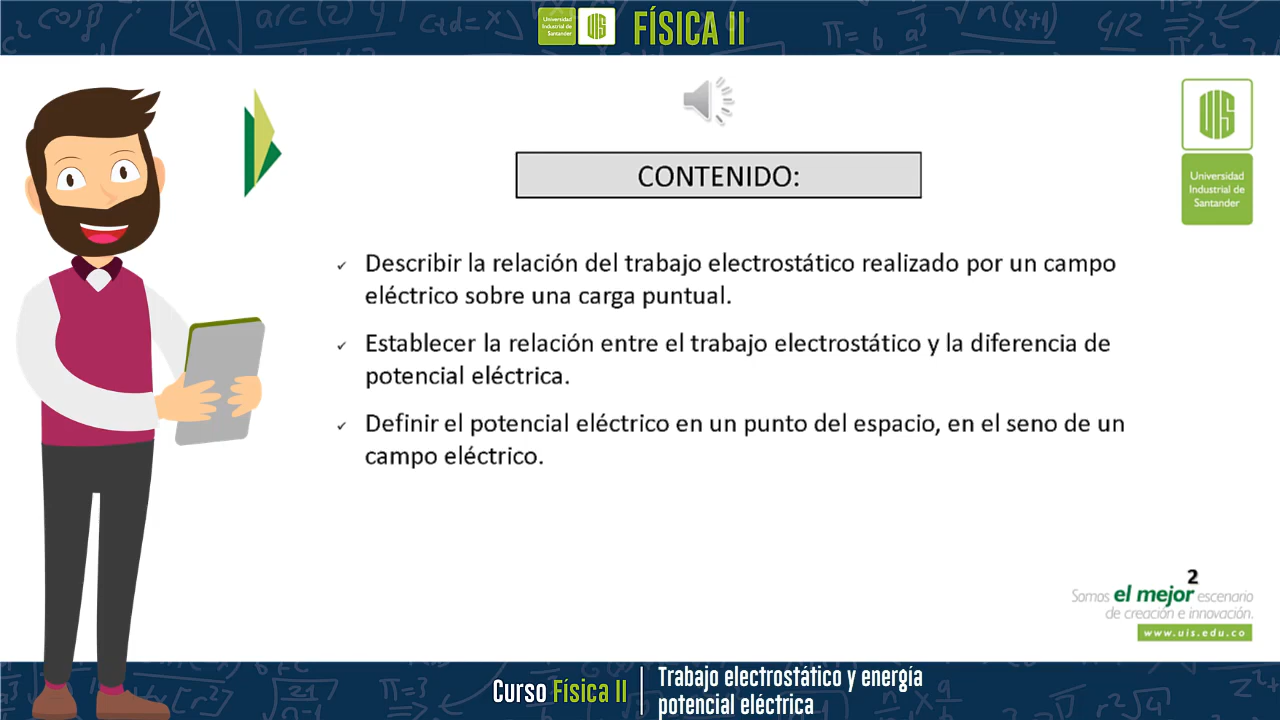 Universidad
Industrial de
Santander
UIS
FÍSICA II
CONTENIDO:
UIS
Universidad
Industrial de
Santander
✓ Describir la relación del trabajo electrostático realizado por un campo
eléctrico sobre una carga puntual.
✓ Establecer la relación entre el trabajo electrostático y la diferencia de
potencial eléctrica.
✓ Definir el potencial eléctrico en un punto del espacio, en el seno de un
campo eléctrico.
2
Somos el mejor escenario
de creación e innovación.
www.uis.edu.co
Curso Física II
Trabajo electrostático y energía
potencial eléctrica